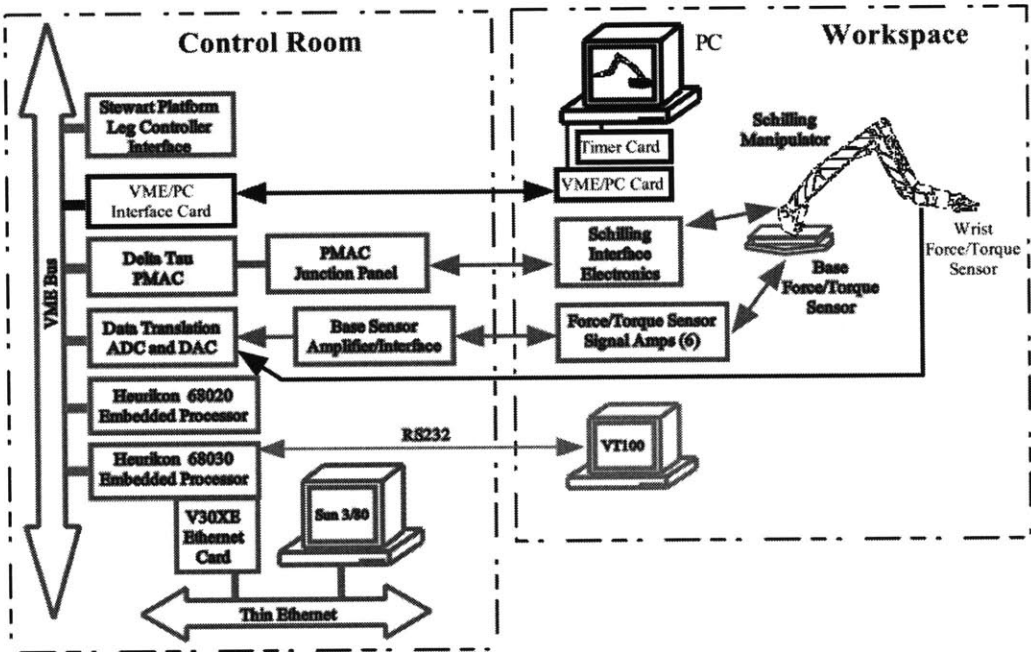 Control Room
Workspace
PC
VME Bus
Stewart Platform
Leg Controller
Interface
VME/PC
Interface Card
Timer Card
VME/PC Card
Schilling
Manipulator
Wrist
Force/Torque
Sensor
Delta Tau
PMAC
PMAC
Junction Panel
Schilling
Interface
Electronics
Base
Force/Torque
Sensor
Data Translation
ADC and DAC
Base Sensor
Amplifier/Interface
Force/Torque Sensor
Signal Amps (6)
Heurikon 68020
Embedded Processor
Heurikon 68030
Embedded Processor
RS232
VT100
V30XE
Ethernet
Card
Sun 3/80
Thin Ethernet